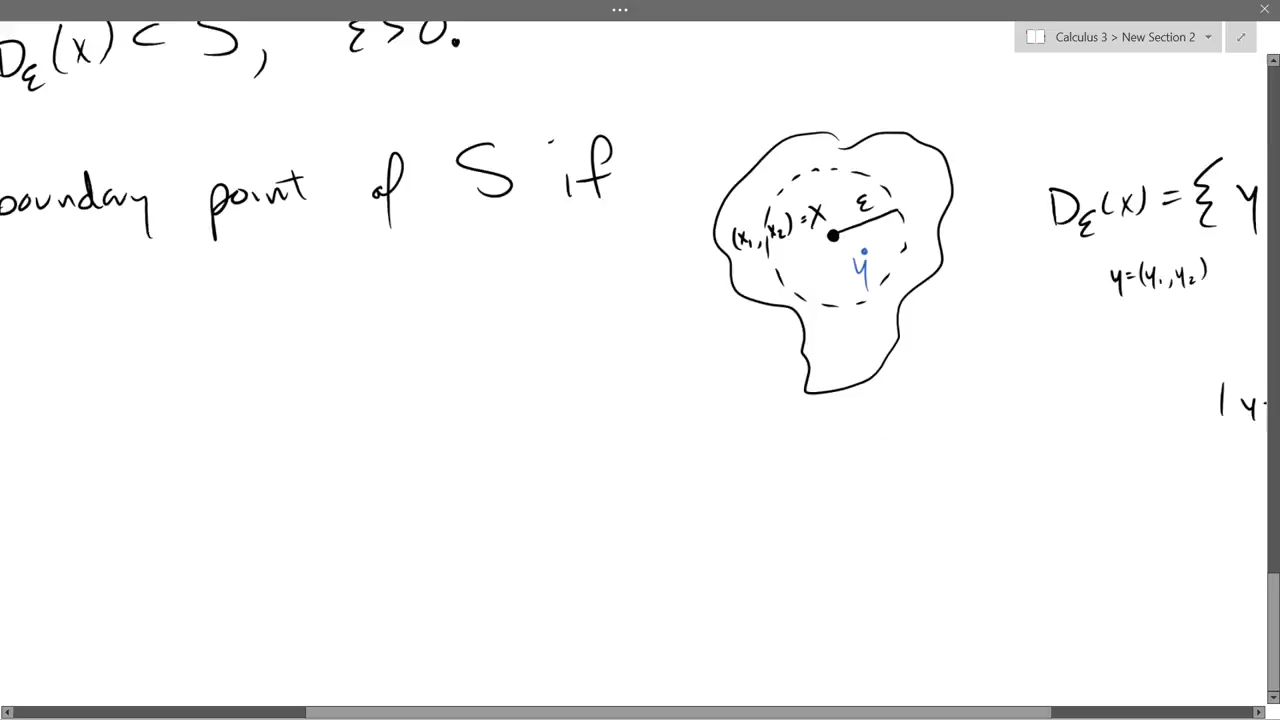 Calculus 3 > New Section 2
D_ε(x) ⊂ S, ε > 0.
boundary point of S if
(x₁, x₂) = x
ε
y
D_ε(x) = { y
y = (y₁, y₂)
| y -